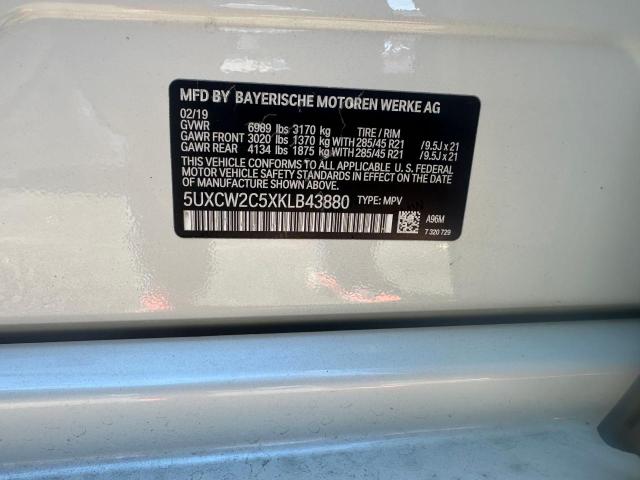 MFD BY BAYERISCHE MOTOREN WERKE AG
02/19
GVWR 6989 lbs 3170 kg TIRE / RIM
GAWR FRONT 3020 lbs 1370 kg WITH 285/45 R21 /9.5J x 21
GAWR REAR 4134 lbs 1875 kg WITH 285/45 R21 /9.5J x 21
THIS VEHICLE CONFORMS TO ALL APPLICABLE U. S. FEDERAL
MOTOR VEHICLE SAFETY STANDARDS IN EFFECT ON THE
DATE OF MANUFACTURE SHOWN ABOVE.
5UXCW2C5XKLB43880 TYPE: MPV
A96M
7 320 729